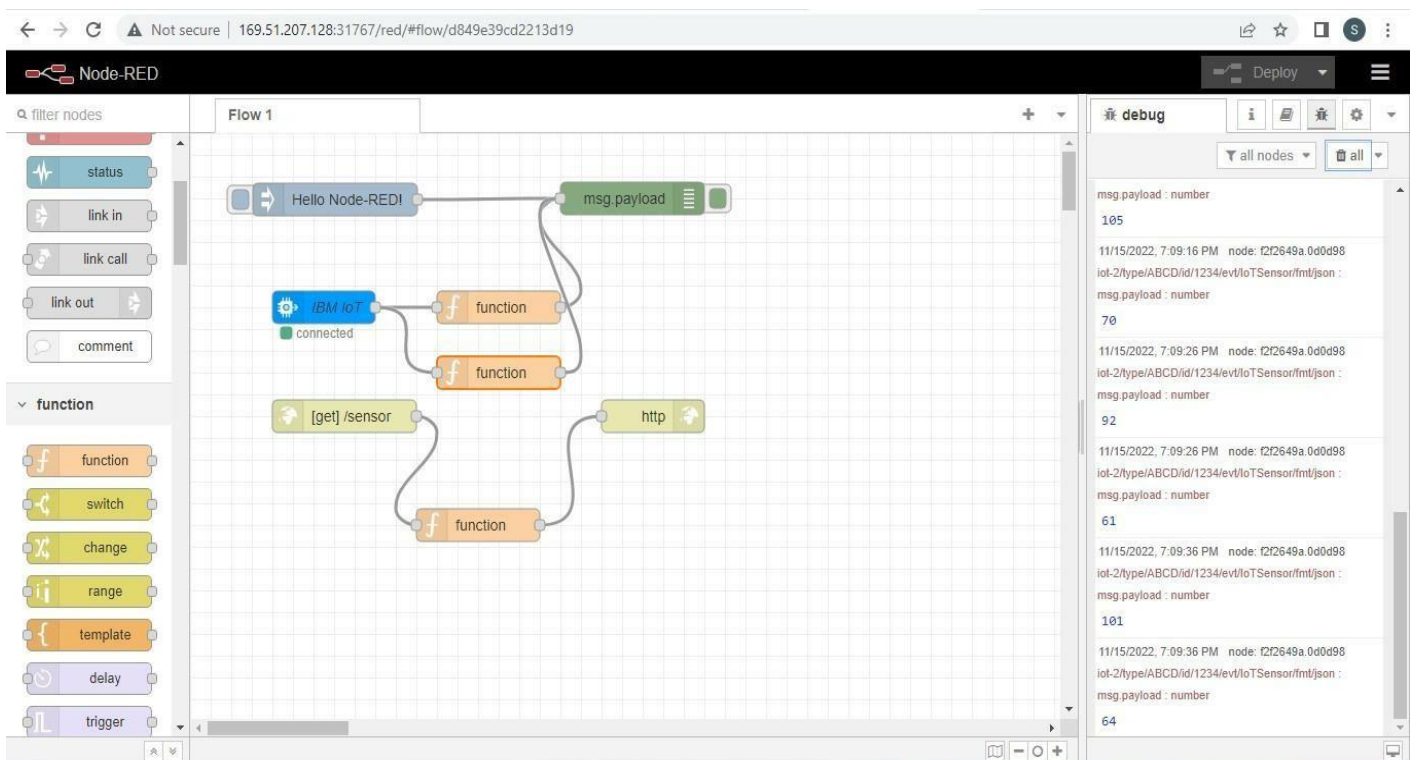 Not secure | 169.51.207.128:31767/red/#flow/d849e39cd2213d19
S
Node-RED
Deploy
filter nodes
status
link in
link call
link out
comment
function
function
switch
change
range
template
delay
trigger
Flow 1
Hello Node-RED!
msg.payload
IBM IoT
connected
function
function
[get] /sensor
http
function
debug
i
all nodes
all
msg.payload : number
105
11/15/2022, 7:09:16 PM node: f2f2649a.0d0d98
iot-2/type/ABCD/id/1234/evt/IoTSensor/fmt/json :
msg.payload : number
70
11/15/2022, 7:09:26 PM node: f2f2649a.0d0d98
iot-2/type/ABCD/id/1234/evt/IoTSensor/fmt/json :
msg.payload : number
92
11/15/2022, 7:09:26 PM node: f2f2649a.0d0d98
iot-2/type/ABCD/id/1234/evt/IoTSensor/fmt/json :
msg.payload : number
61
11/15/2022, 7:09:36 PM node: f2f2649a.0d0d98
iot-2/type/ABCD/id/1234/evt/IoTSensor/fmt/json :
msg.payload : number
101
11/15/2022, 7:09:36 PM node: f2f2649a.0d0d98
iot-2/type/ABCD/id/1234/evt/IoTSensor/fmt/json :
msg.payload : number
64